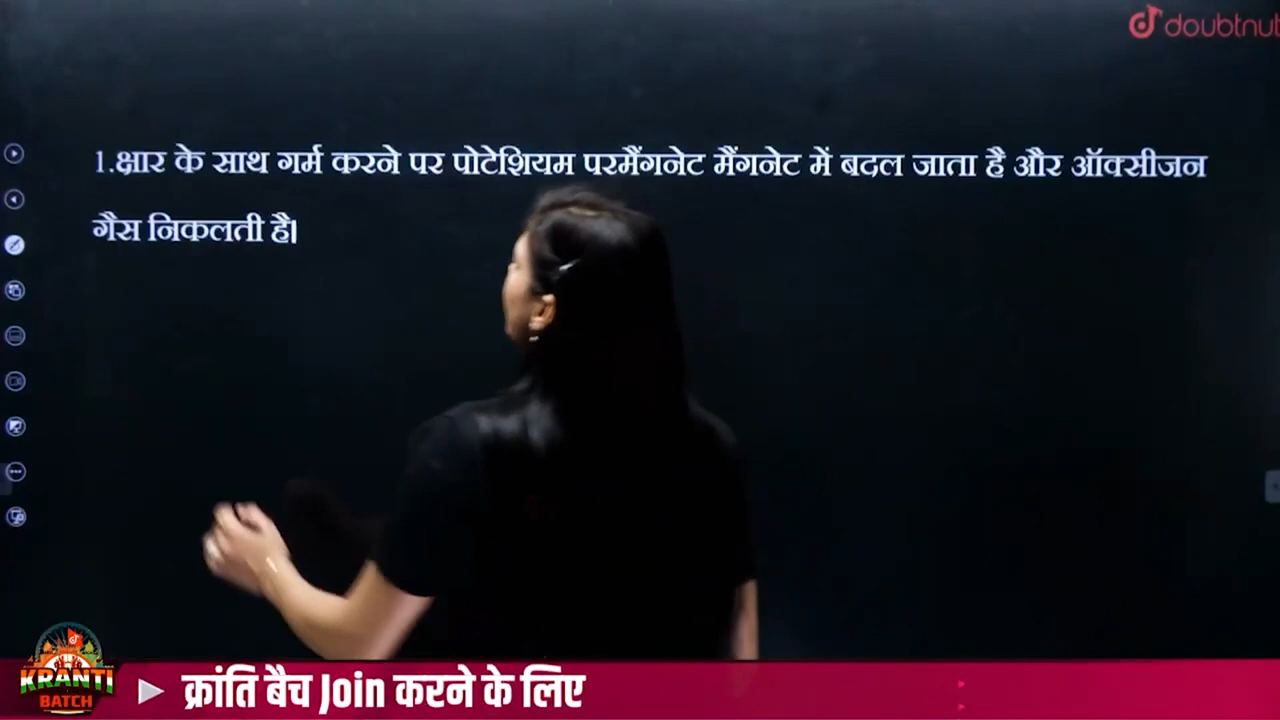 doubtnut
1.क्षार के साथ गर्म करने पर पोटेशियम परमैंगनेट मैंगनेट में बदल जाता है और ऑक्सीजन
गैस निकलती है।
KRANTI
BATCH
क्रांति बैच Join करने के लिए